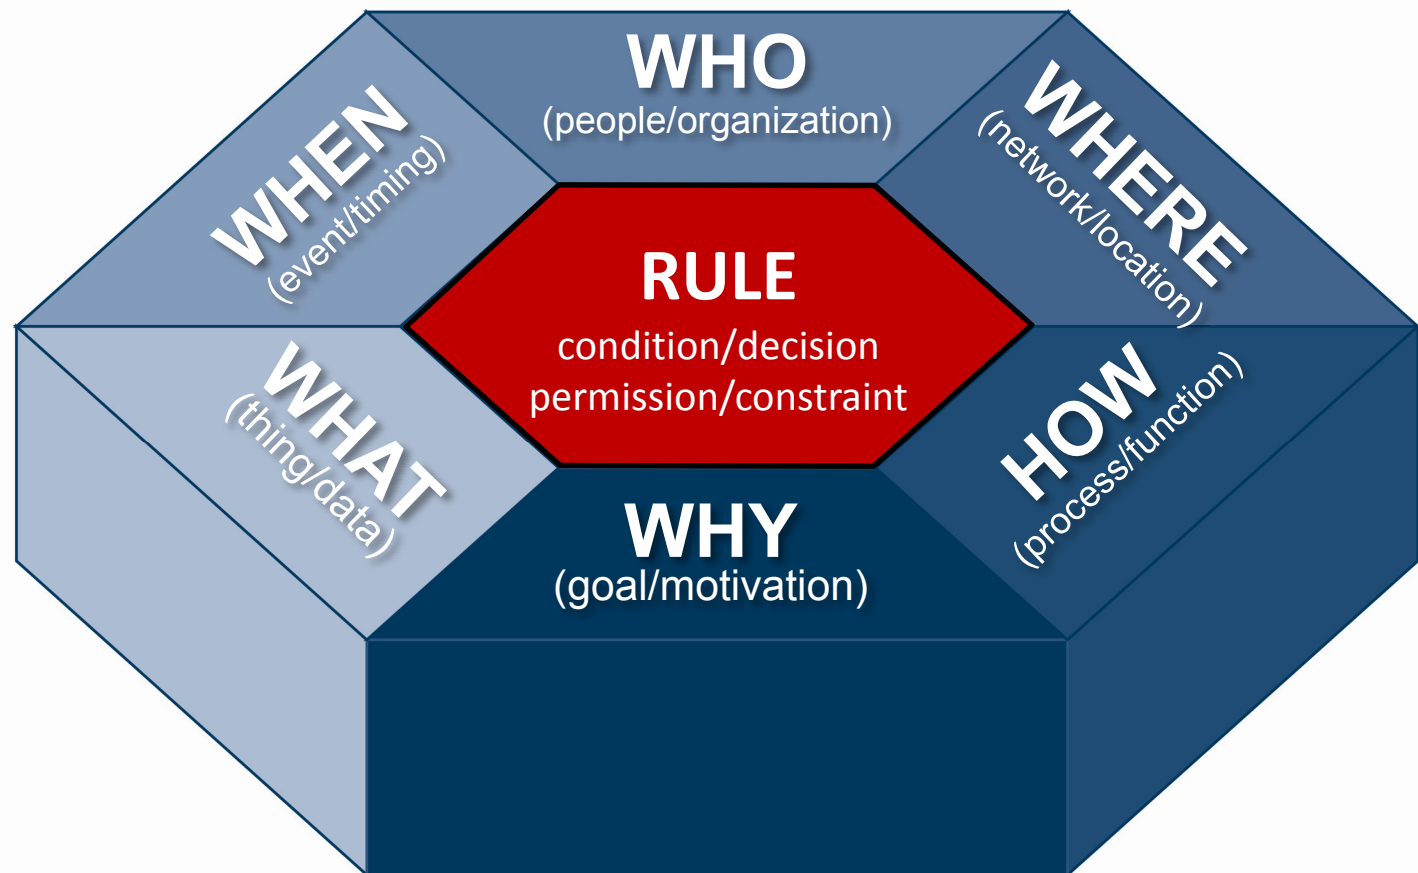 WHO
(people/organization)
WHEN
(event/timing)
WHERE
(network/location)
RULE
condition/decision
permission/constraint
WHAT
(thing/data)
HOW
(process/function)
WHY
(goal/motivation)